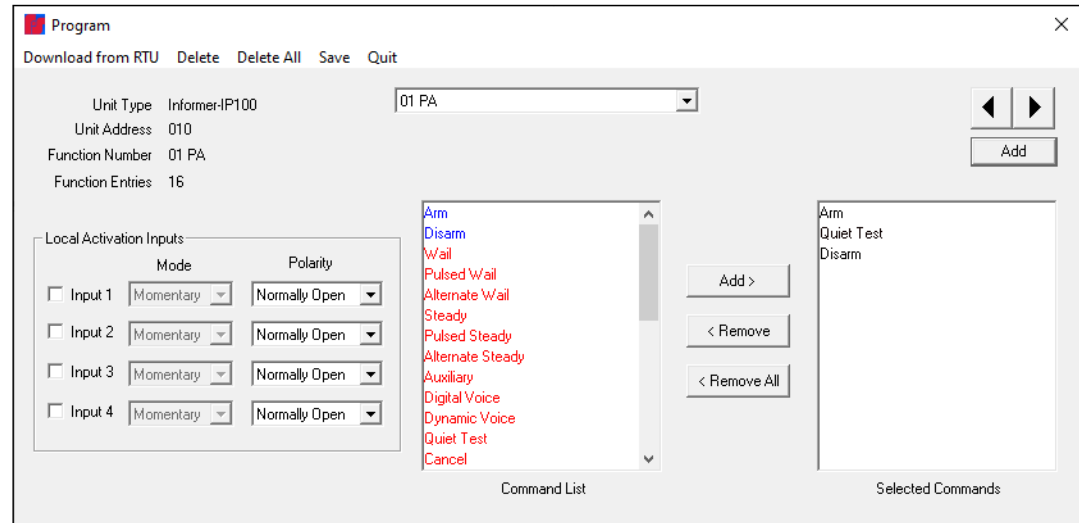 Program
Download from RTU Delete Delete All Save Quit
Unit Type Informer-IP100
01 PA
Unit Address 010
Function Number 01 PA
Add
Function Entries 16
Local Activation Inputs
Mode Polarity
Input 1 Momentary Normally Open
Input 2 Momentary Normally Open
Input 3 Momentary Normally Open
Input 4 Momentary Normally Open
Arm
Disarm
Wail
Pulsed Wail
Alternate Wail
Steady
Pulsed Steady
Alternate Steady
Auxiliary
Digital Voice
Dynamic Voice
Quiet Test
Cancel
Command List
Add >
< Remove
< Remove All
Arm
Quiet Test
Disarm
Selected Commands